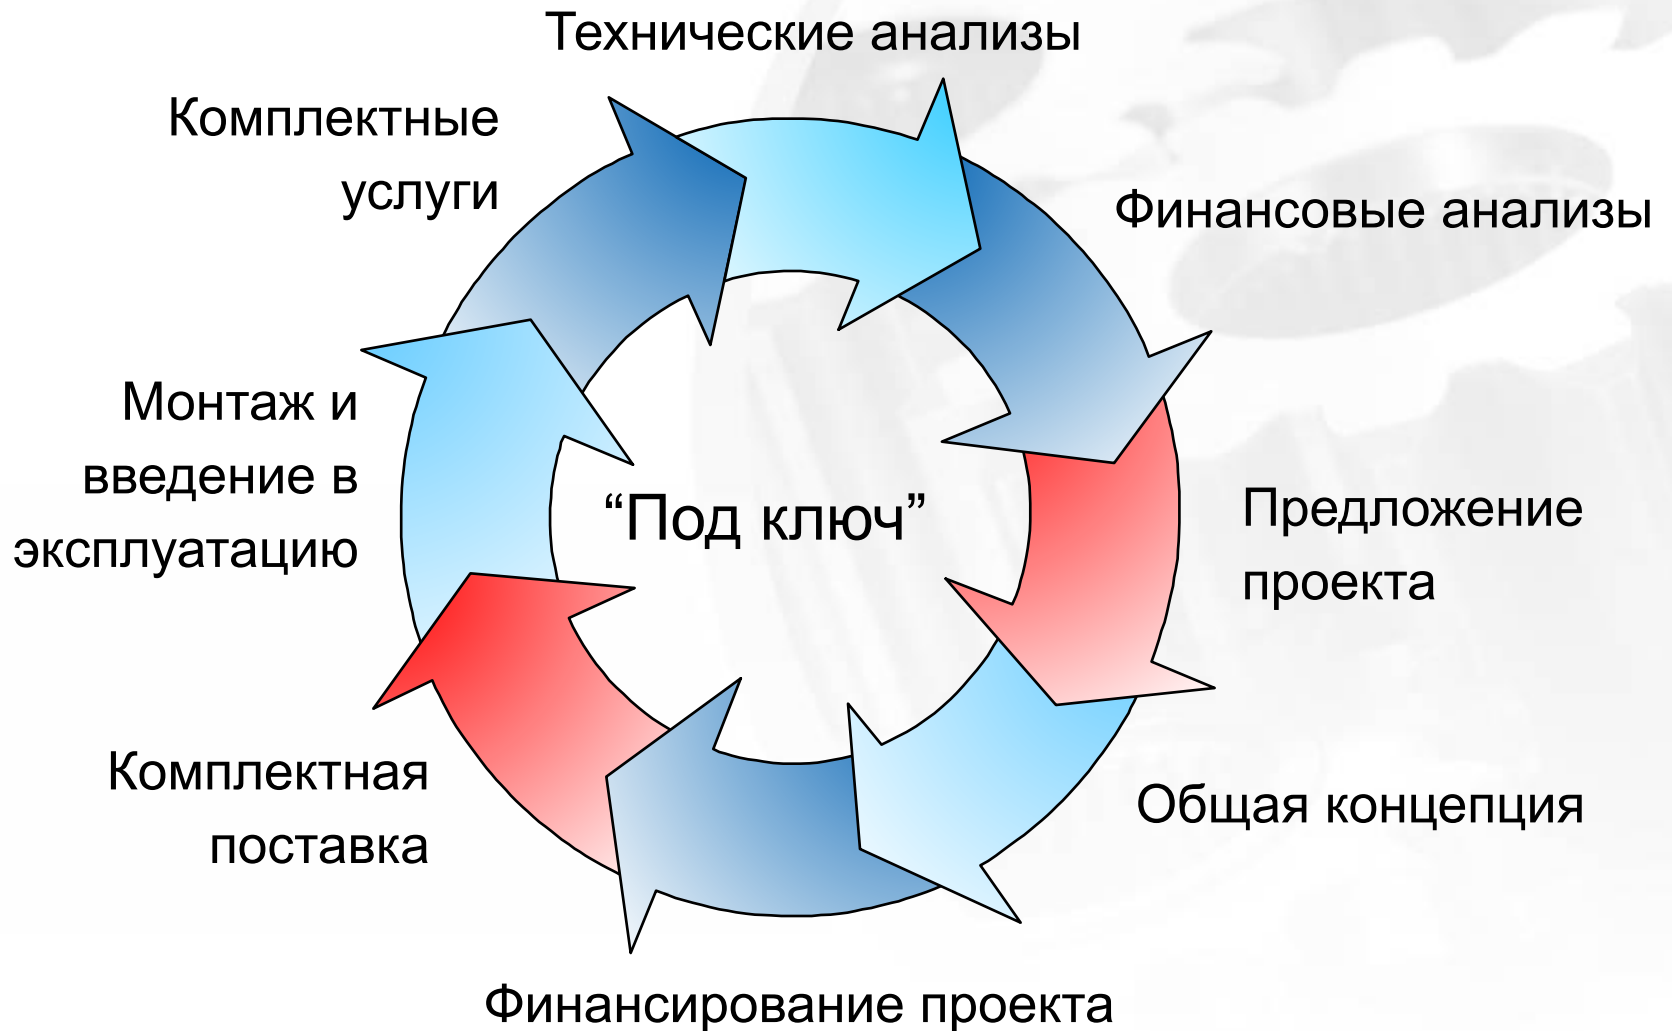 Технические анализы
Финансовые анализы
Предложение
проекта
Общая концепция
Финансирование проекта
Комплектная
поставка
Монтаж и
введение в
эксплуатацию
Комплектные
услуги
“Под ключ”